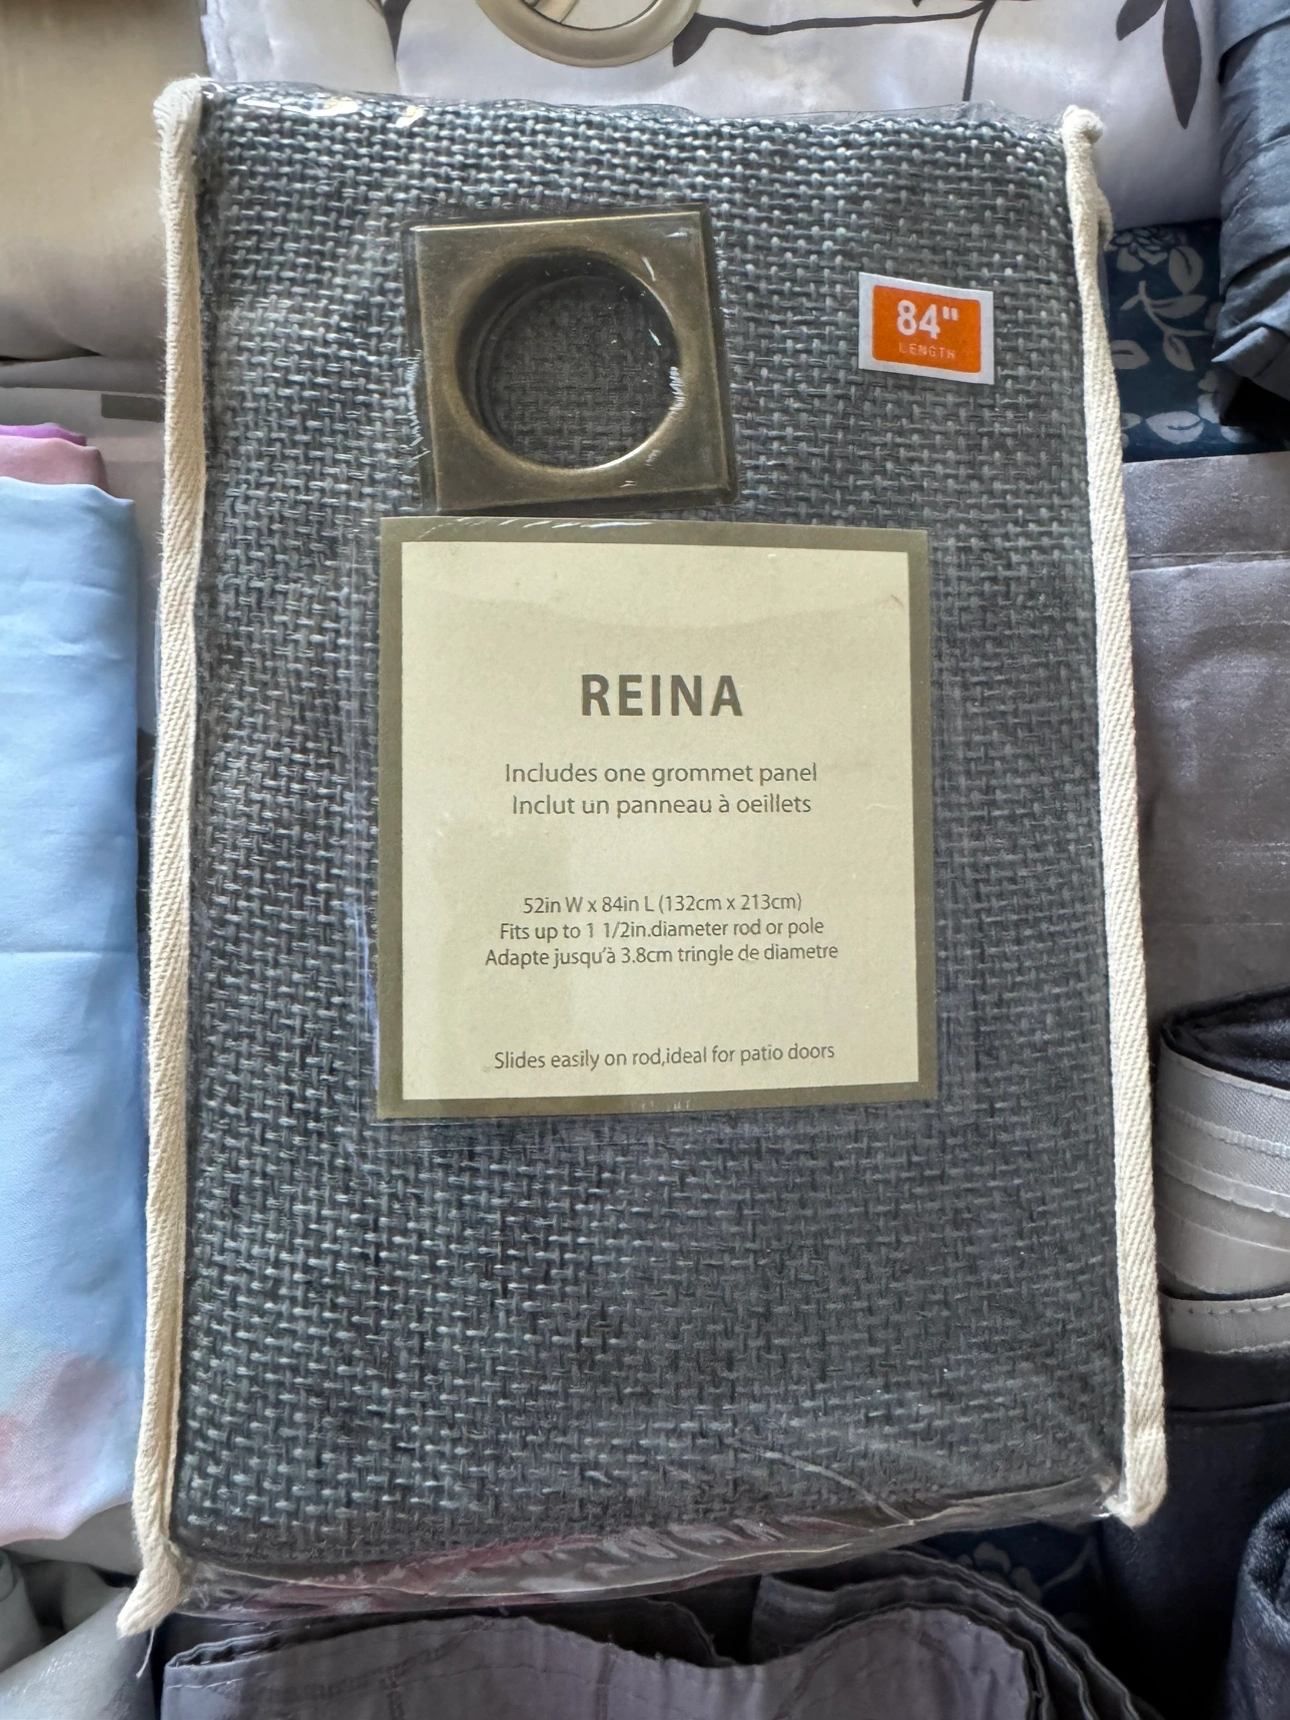 84"
LENGTH
REINA
Includes one grommet panel
Inclut un panneau à oeillets
52in W x 84in L (132cm x 213cm)
Fits up to 1 1/2in.diameter rod or pole
Adapte jusqu'à 3.8cm tringle de diametre
Slides easily on rod,ideal for patio doors